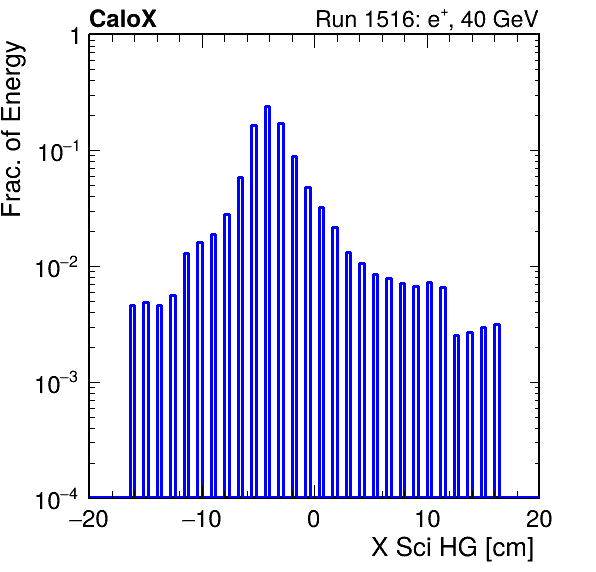 CaloX
Run 1516: e⁺, 40 GeV
Frac. of Energy
1
10⁻¹
10⁻²
10⁻³
10⁻⁴
−20
−10
0
10
20
X Sci HG [cm]